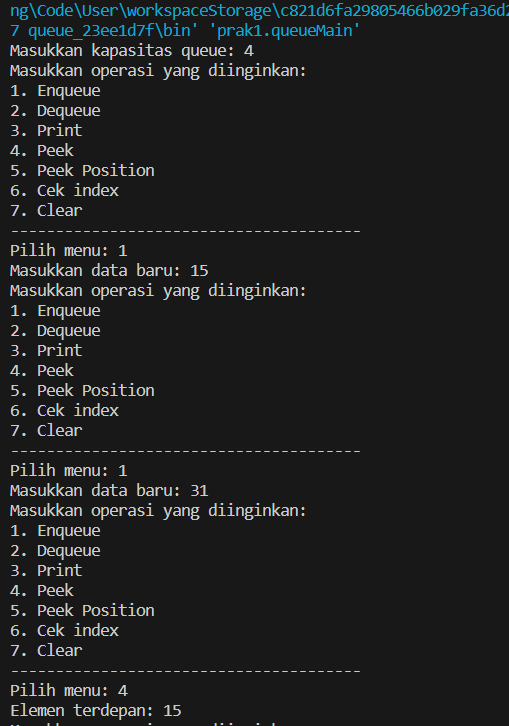 ng\Code\User\workspaceStorage\c821d6fa29805466b029fa36d2
7 queue_23ee1d7f\bin' 'prak1.queueMain'
Masukkan kapasitas queue: 4
Masukkan operasi yang diinginkan:
1. Enqueue
2. Dequeue
3. Print
4. Peek
5. Peek Position
6. Cek index
7. Clear
---------------------------------------
Pilih menu: 1
Masukkan data baru: 15
Masukkan operasi yang diinginkan:
1. Enqueue
2. Dequeue
3. Print
4. Peek
5. Peek Position
6. Cek index
7. Clear
---------------------------------------
Pilih menu: 1
Masukkan data baru: 31
Masukkan operasi yang diinginkan:
1. Enqueue
2. Dequeue
3. Print
4. Peek
5. Peek Position
6. Cek index
7. Clear
---------------------------------------
Pilih menu: 4
Elemen terdepan: 15